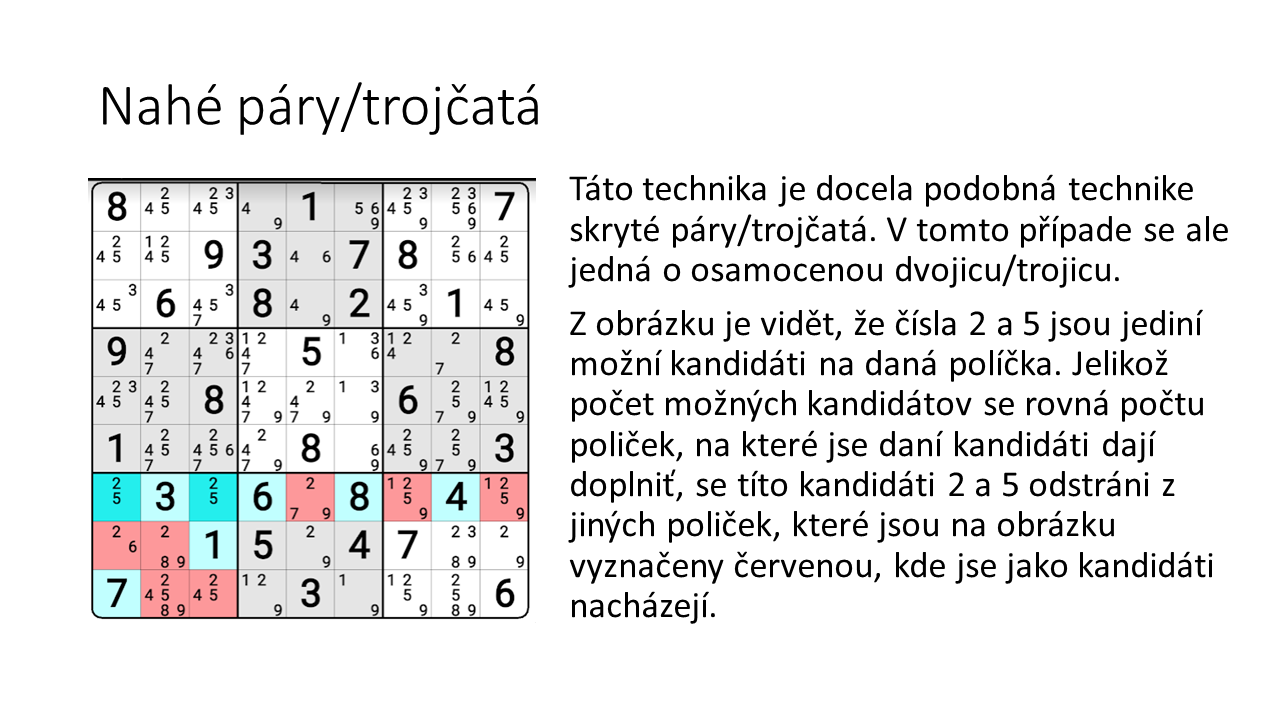 Nahé páry/trojčatá
2 2 3 2 3 2 3
8 4 5 4 5 4 1 5 6 4 5 5 6 7
9 9 9 9
2 1 2 2 2
4 5 4 5 9 3 4 6 7 8 5 6 4 5
3 3 3
4 5 6 4 5 8 4 2 4 5 1 4 5
7 9 9 9
2 2 3 1 2 1 3 1 2 2
9 4 4 6 4 5 6 4 8
7 7 7 7
2 3 2 1 2 2 1 3 2 1 2
4 5 4 5 8 4 4 6 5 4 5
7 7 9 7 9 9 7 9 9
2 2 2 2 2
1 4 5 4 5 6 4 8 6 4 5 5 3
7 7 7 9 9 9 7 9
2 2 2 1 2 1 2
5 3 5 6 8 5 4 5
7 9 9 9
2 2 2 2 3 2
6 1 5 4 7
8 9 9 8 9 9
2 2 1 2 1 1 2 2
7 4 5 4 5 3 5 5 6
8 9 9 9 9 8 9
Táto technika je docela podobná technike
skryté páry/trojčatá. V tomto případe se ale
jedná o osamocenou dvojicu/trojicu.
Z obrázku je vidět, že čísla 2 a 5 jsou jediní
možní kandidáti na daná políčka. Jelikož
počet možných kandidátov se rovná počtu
poliček, na které jse daní kandidáti dají
doplniť, se títo kandidáti 2 a 5 odstráni z
jiných poliček, které jsou na obrázku
vyznačeny červenou, kde jse jako kandidáti
nacházejí.